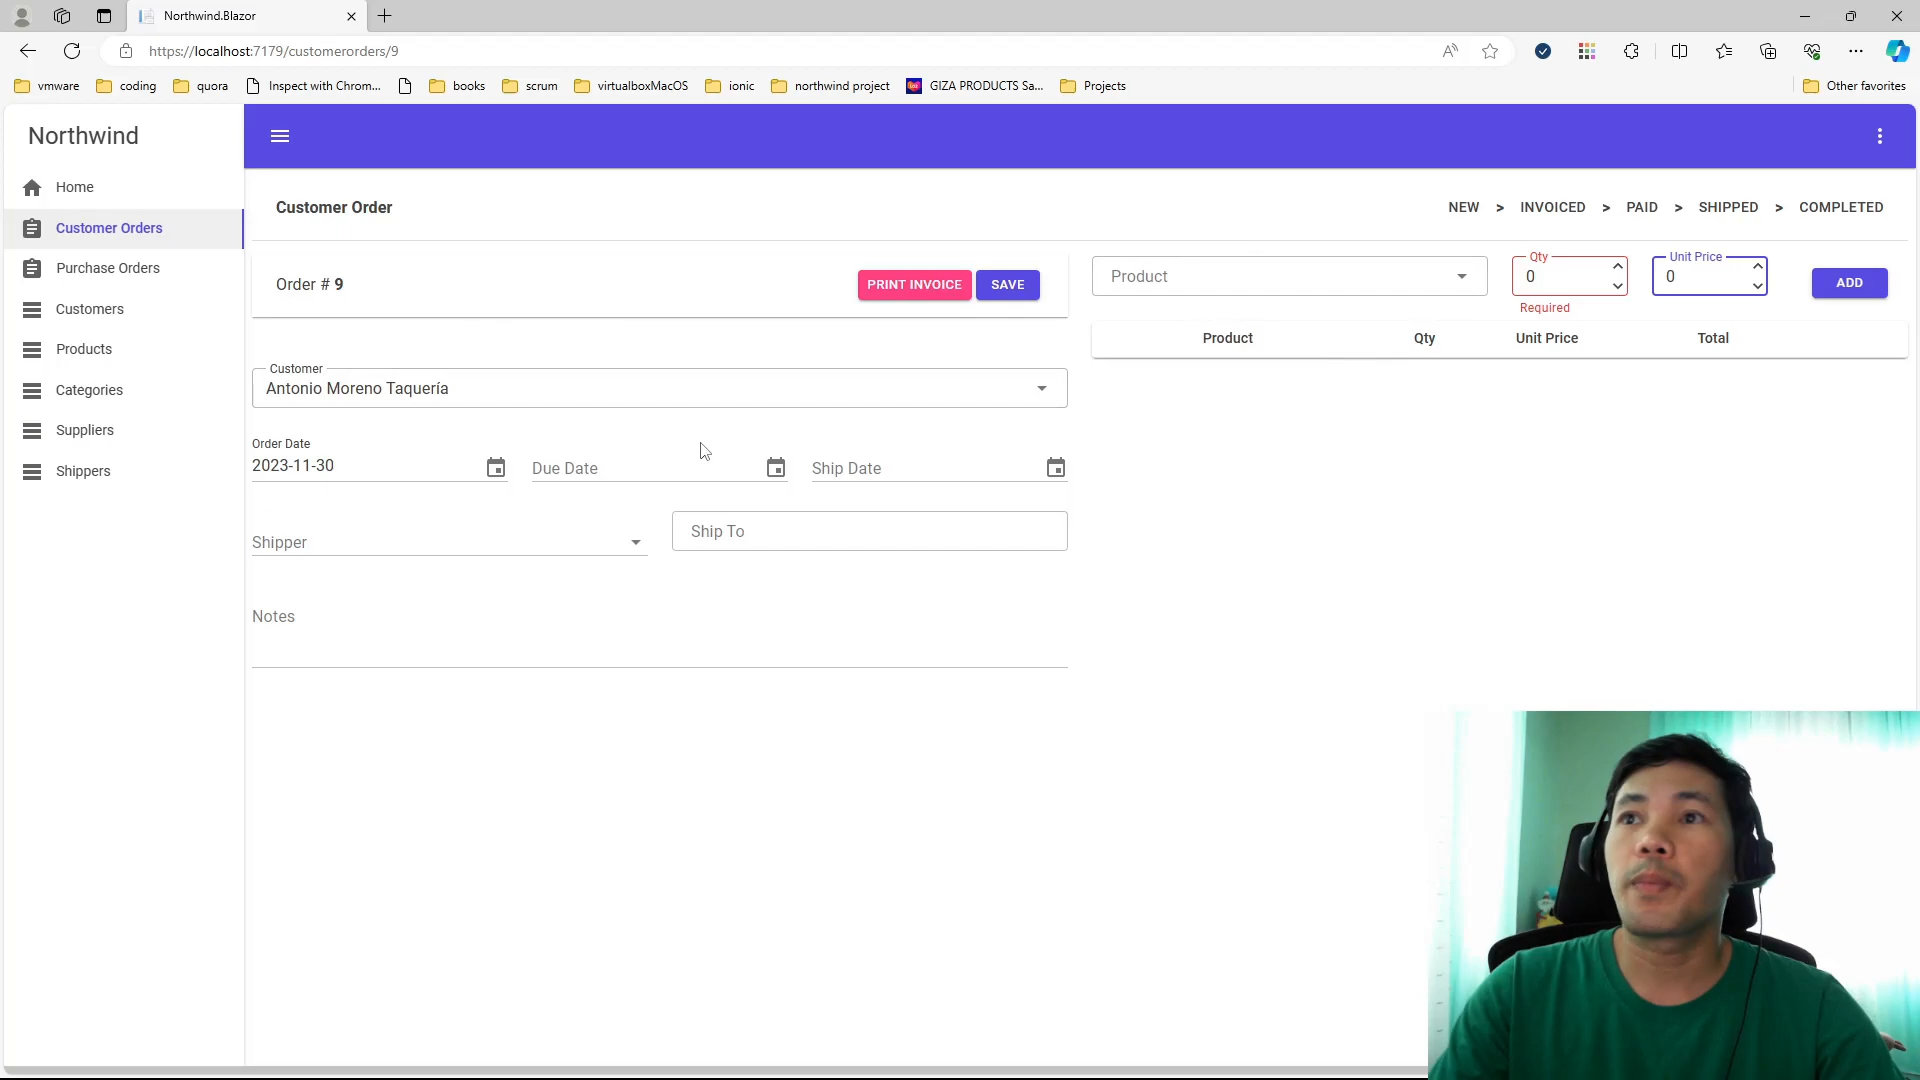 Northwind.Blazor
https://localhost:7179/customerorders/9
vmware
coding
quora
Inspect with Chrom...
books
scrum
virtualboxMacOS
ionic
northwind project
GIZA PRODUCTS Sa...
Projects
Other favorites
Northwind
Home
Customer Orders
Purchase Orders
Customers
Products
Categories
Suppliers
Shippers
Customer Order
NEW > INVOICED > PAID > SHIPPED > COMPLETED
Order # 9
PRINT INVOICE
SAVE
Customer
Antonio Moreno Taquería
Order Date
2023-11-30
Due Date
Ship Date
Shipper
Ship To
Notes
Product
Qty
0
Required
Unit Price
0
ADD
Product Qty Unit Price Total